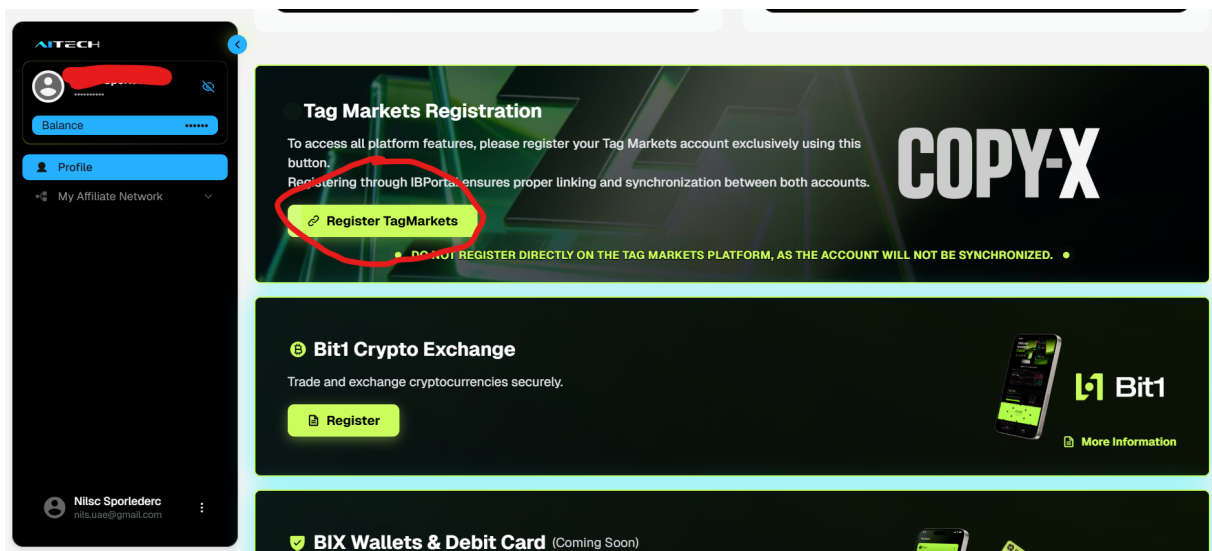 AITECH
Balance
Profile
My Affiliate Network
Nilsc Sporlederc
nils.uae@gmail.com
Tag Markets Registration
To access all platform features, please register your Tag Markets account exclusively using this
button.
Registering through IBPortal ensures proper linking and synchronization between both accounts.
Register TagMarkets
DO NOT REGISTER DIRECTLY ON THE TAG MARKETS PLATFORM, AS THE ACCOUNT WILL NOT BE SYNCHRONIZED.
COPY-X
Bit1 Crypto Exchange
Trade and exchange cryptocurrencies securely.
Register
Bit1
More Information
BIX Wallets & Debit Card (Coming Soon)